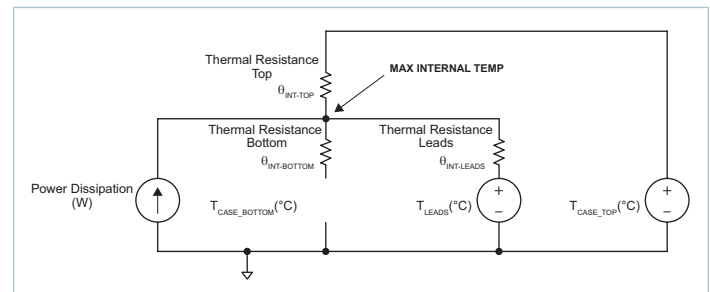 Thermal Resistance
Top
θINT-TOP
MAX INTERNAL TEMP
Thermal Resistance
Bottom
θINT-BOTTOM
Thermal Resistance
Leads
θINT-LEADS
Power Dissipation
(W)
TCASE_BOTTOM(°C)
TLEADS(°C)
+
–
TCASE_TOP(°C)
+
–